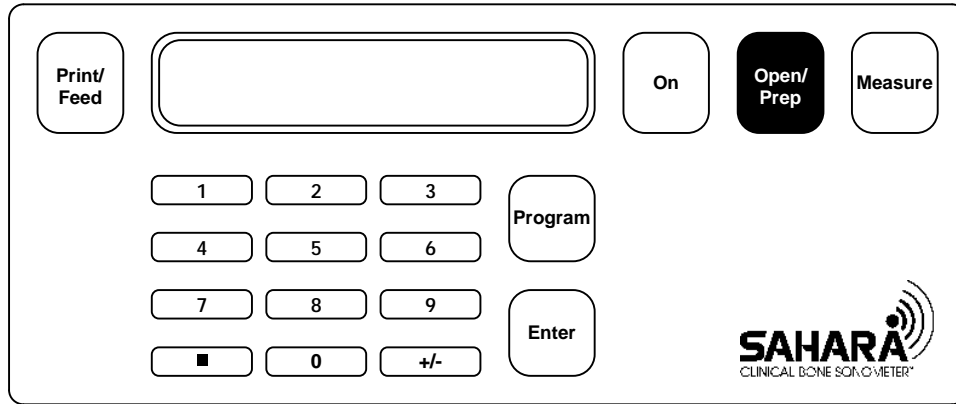 Print/
Feed
On
Open/
Prep
Measure
1 2 3
Program
4 5 6
7 8 9
Enter
■ 0 +/-
SAHARA
CLINICAL BONE SONOMETER™